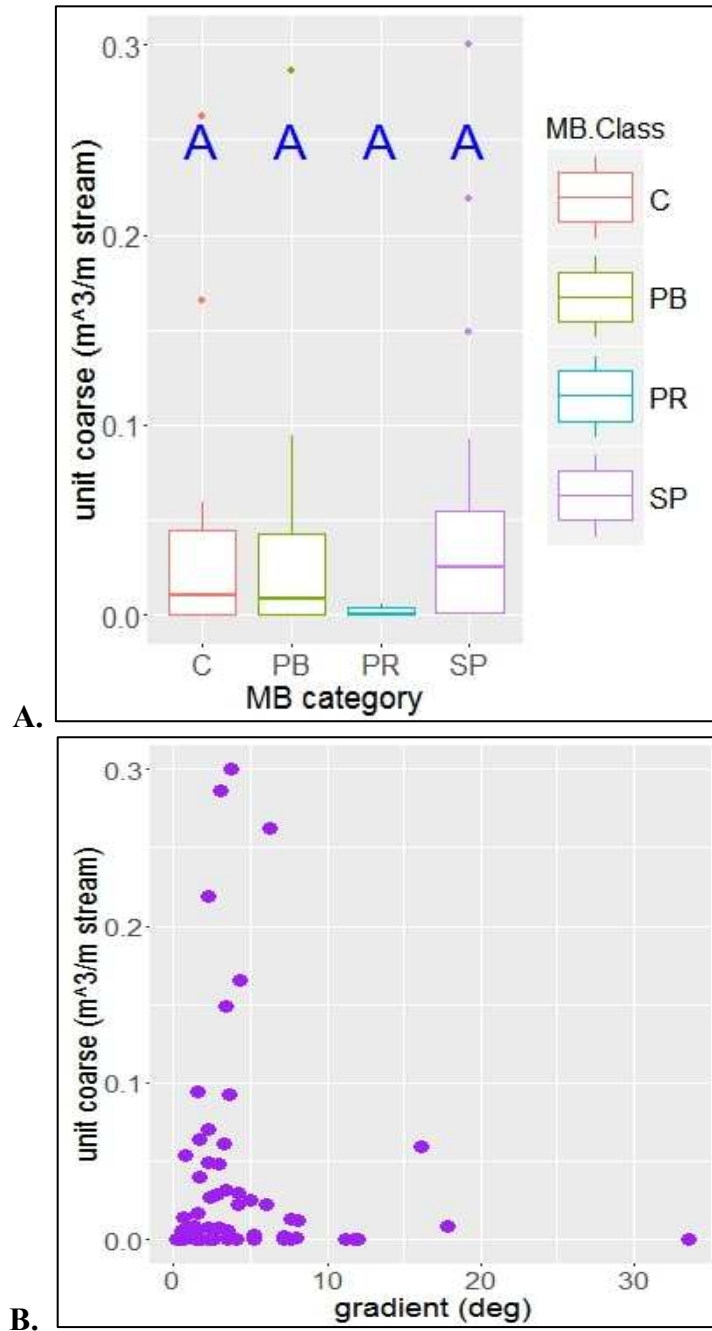 0.3
0.2
0.1
0.0
unit coarse (m^3/m stream)
A A A A
C PB PR SP
MB category
MB.Class
C
PB
PR
SP
A.
0.3
0.2
0.1
0.0
unit coarse (m^3/m stream)
0 10 20 30
gradient (deg)
B.